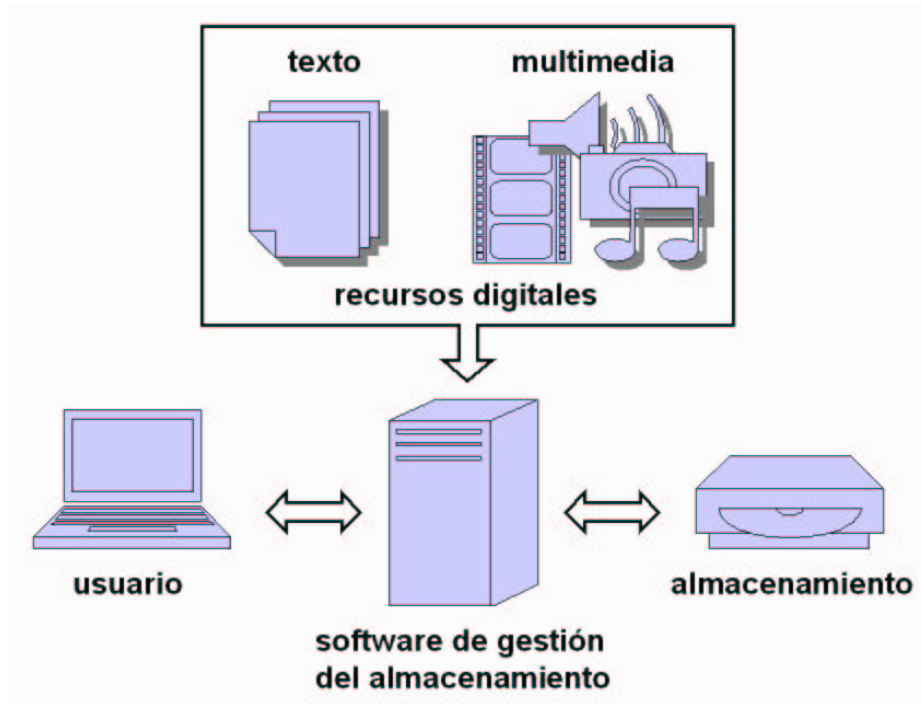 texto
multimedia
recursos digitales
usuario
almacenamiento
software de gestión
del almacenamiento